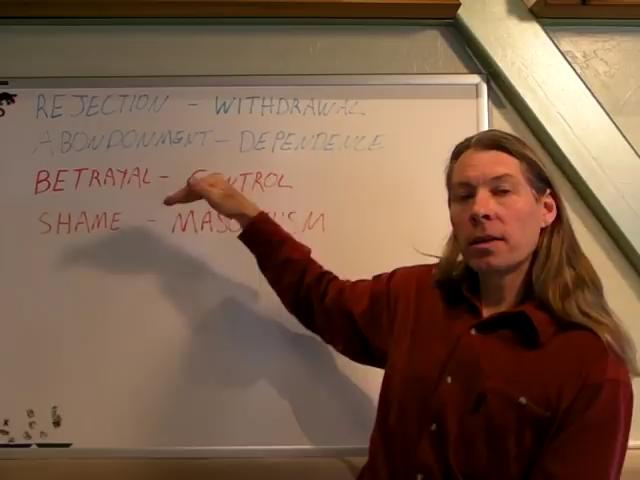 REJECTION - WITHDRAWAL
ABONDONMENT - DEPENDENCE
BETRAYAL - CONTROL
SHAME - MASOCHISM